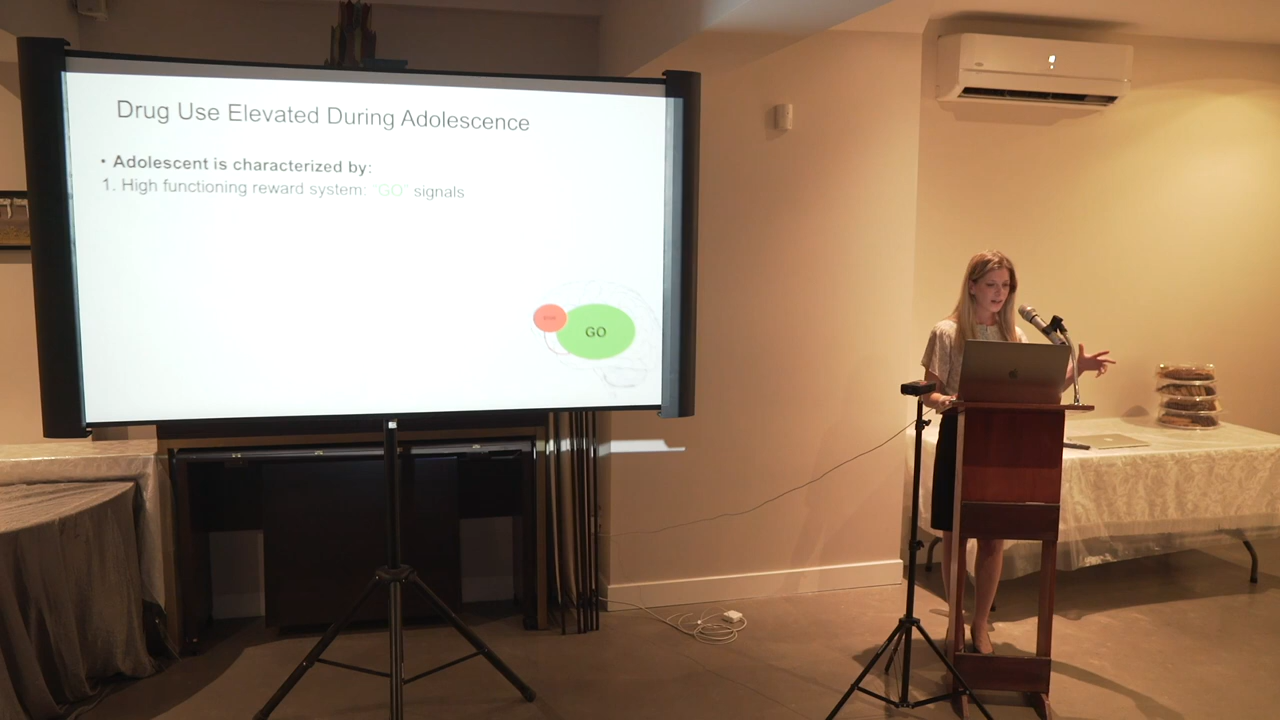 Drug Use Elevated During Adolescence
• Adolescent is characterized by:
1. High functioning reward system: "GO" signals
GO